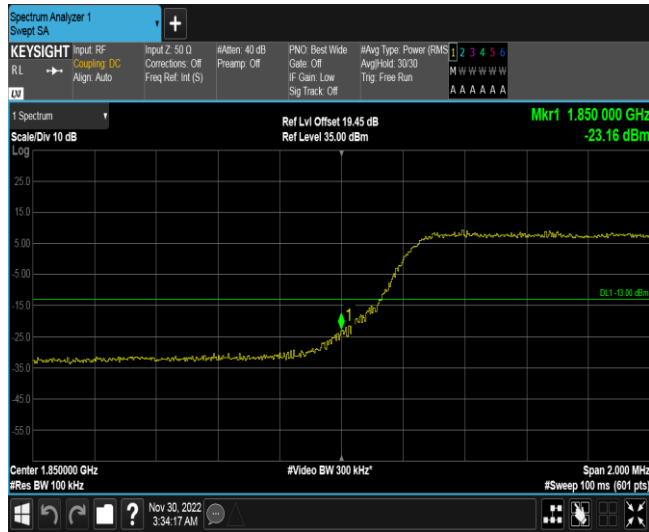 Spectrum Analyzer 1
Swept SA
+
KEYSIGHT
RL
Input: RF
Coupling: DC
Align: Auto
Input Z: 50 Ω
Corrections: Off
Freq Ref: Int (S)
#Atten: 40 dB
Preamp: Off
PNO: Best Wide
Gate: Off
IF Gain: Low
Sig Track: Off
#Avg Type: Power (RMS
Avg|Hold: 30/30
Trig: Free Run
1 2 3 4 5 6
M W W W W W
A A A A A A
LXI
1 Spectrum
Scale/Div 10 dB
Ref Lvl Offset 19.45 dB
Ref Level 35.00 dBm
Mkr1 1.850 000 GHz
-23.16 dBm
Log
25.0
15.0
5.00
-5.00
DL1 -13.00 dBm
-15.0
1
-25.0
-35.0
-45.0
-55.0
Center 1.850000 GHz
#Video BW 300 kHz*
Span 2.000 MHz
#Res BW 100 kHz
#Sweep 100 ms (601 pts)
?
Nov 30, 2022
3:34:17 AM